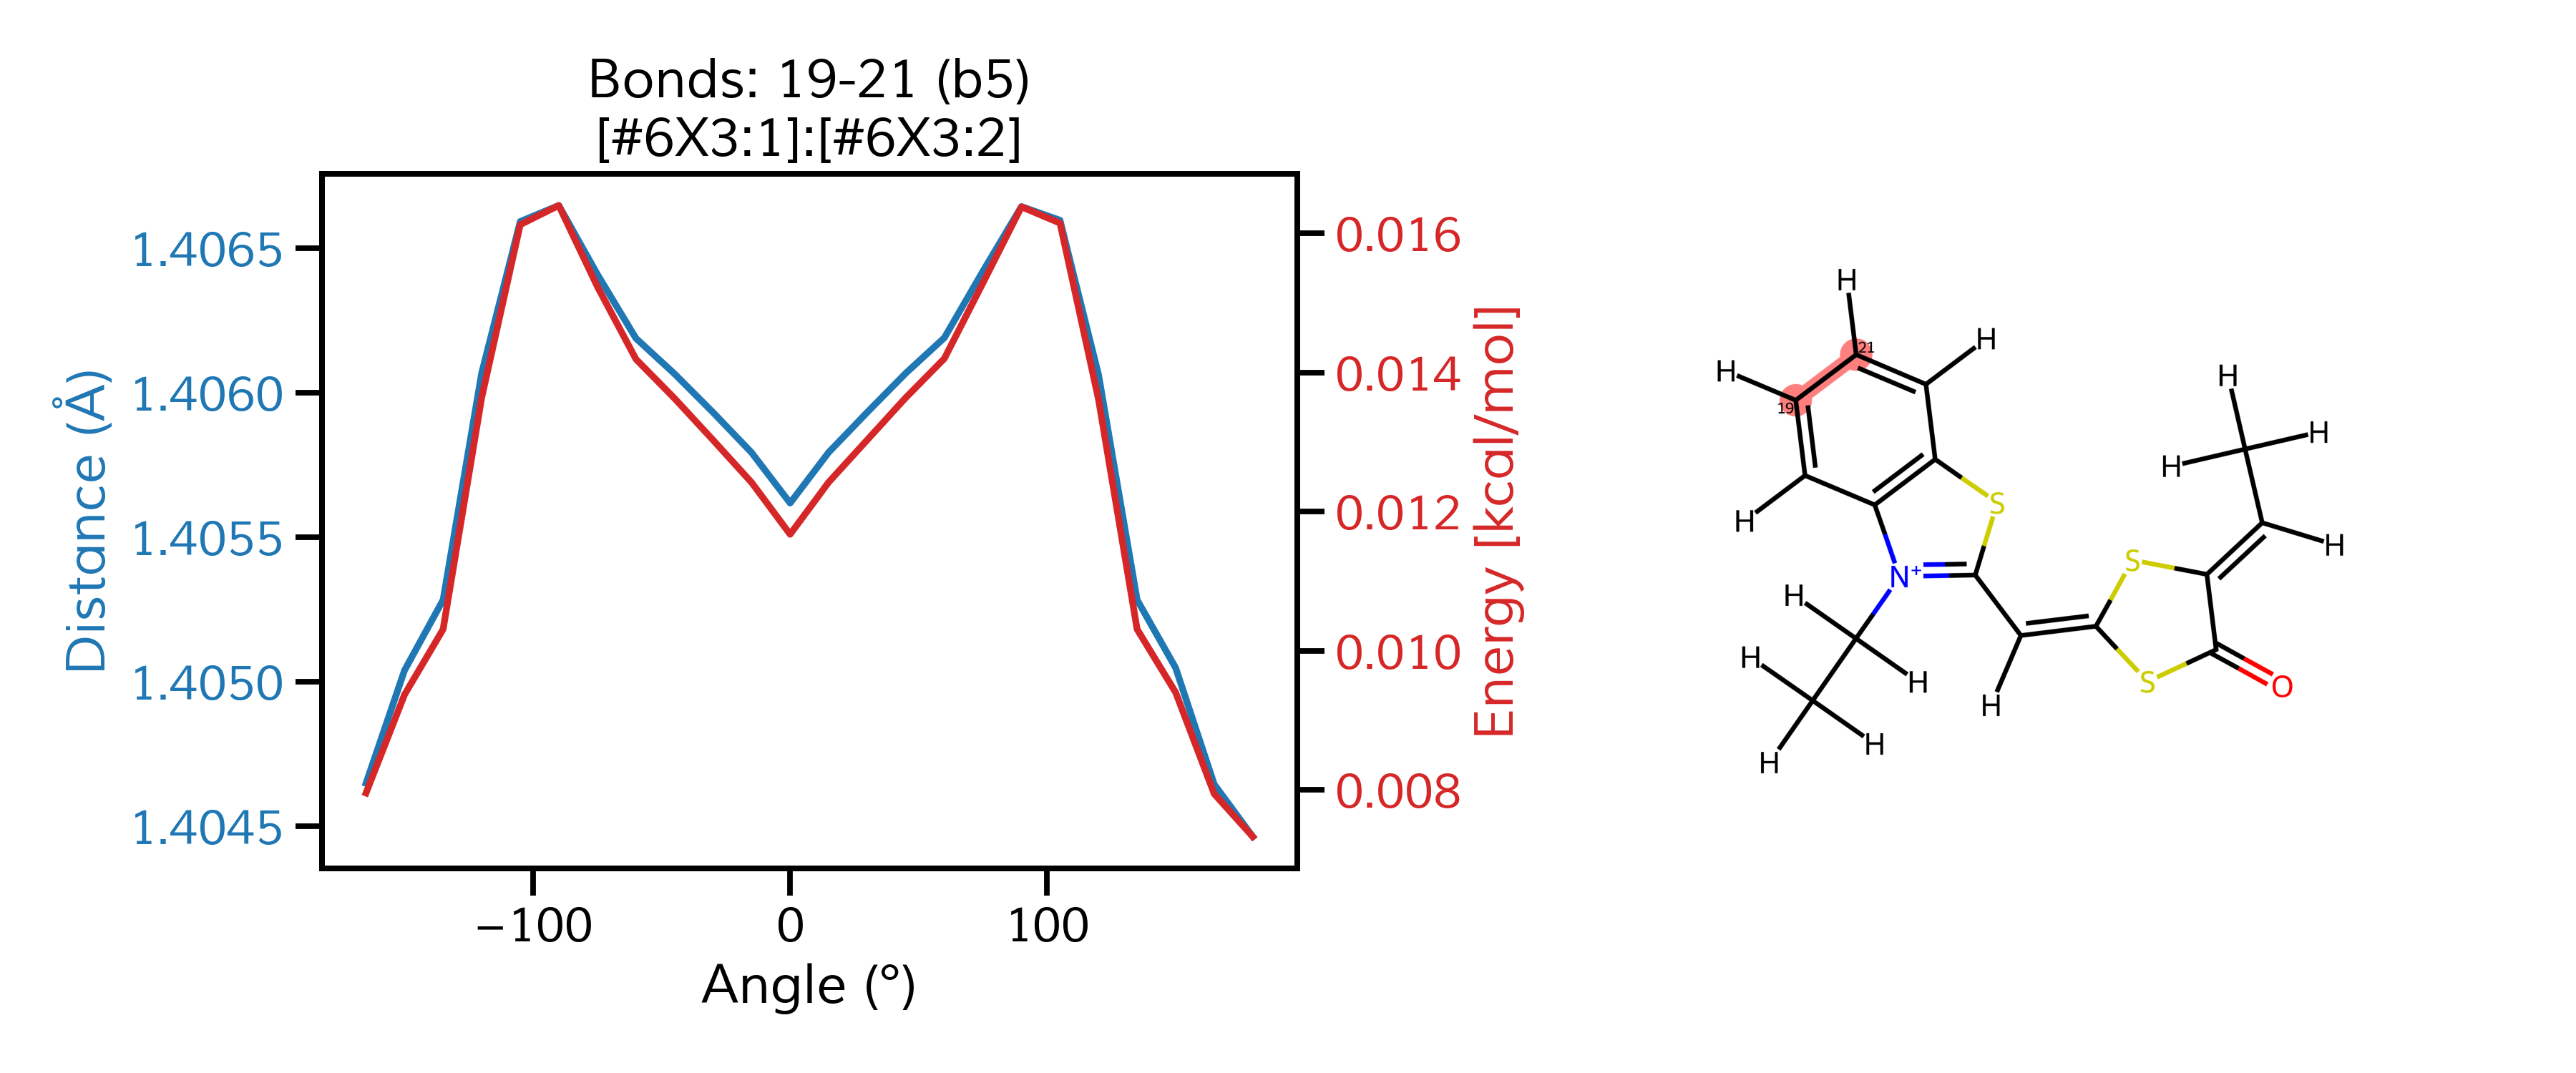 Bonds: 19-21 (b5)
[#6X3:1]:[#6X3:2]
Distance (Å)
1.4065
1.4060
1.4055
1.4050
1.4045
0.016
0.014
0.012
0.010
0.008
Energy [kcal/mol]
−100 0 100
Angle (°)
H
H
21
H
19
H
H
H
H
H
S
H
N⁺
S
H
H
H
H
S
O
H
H
H